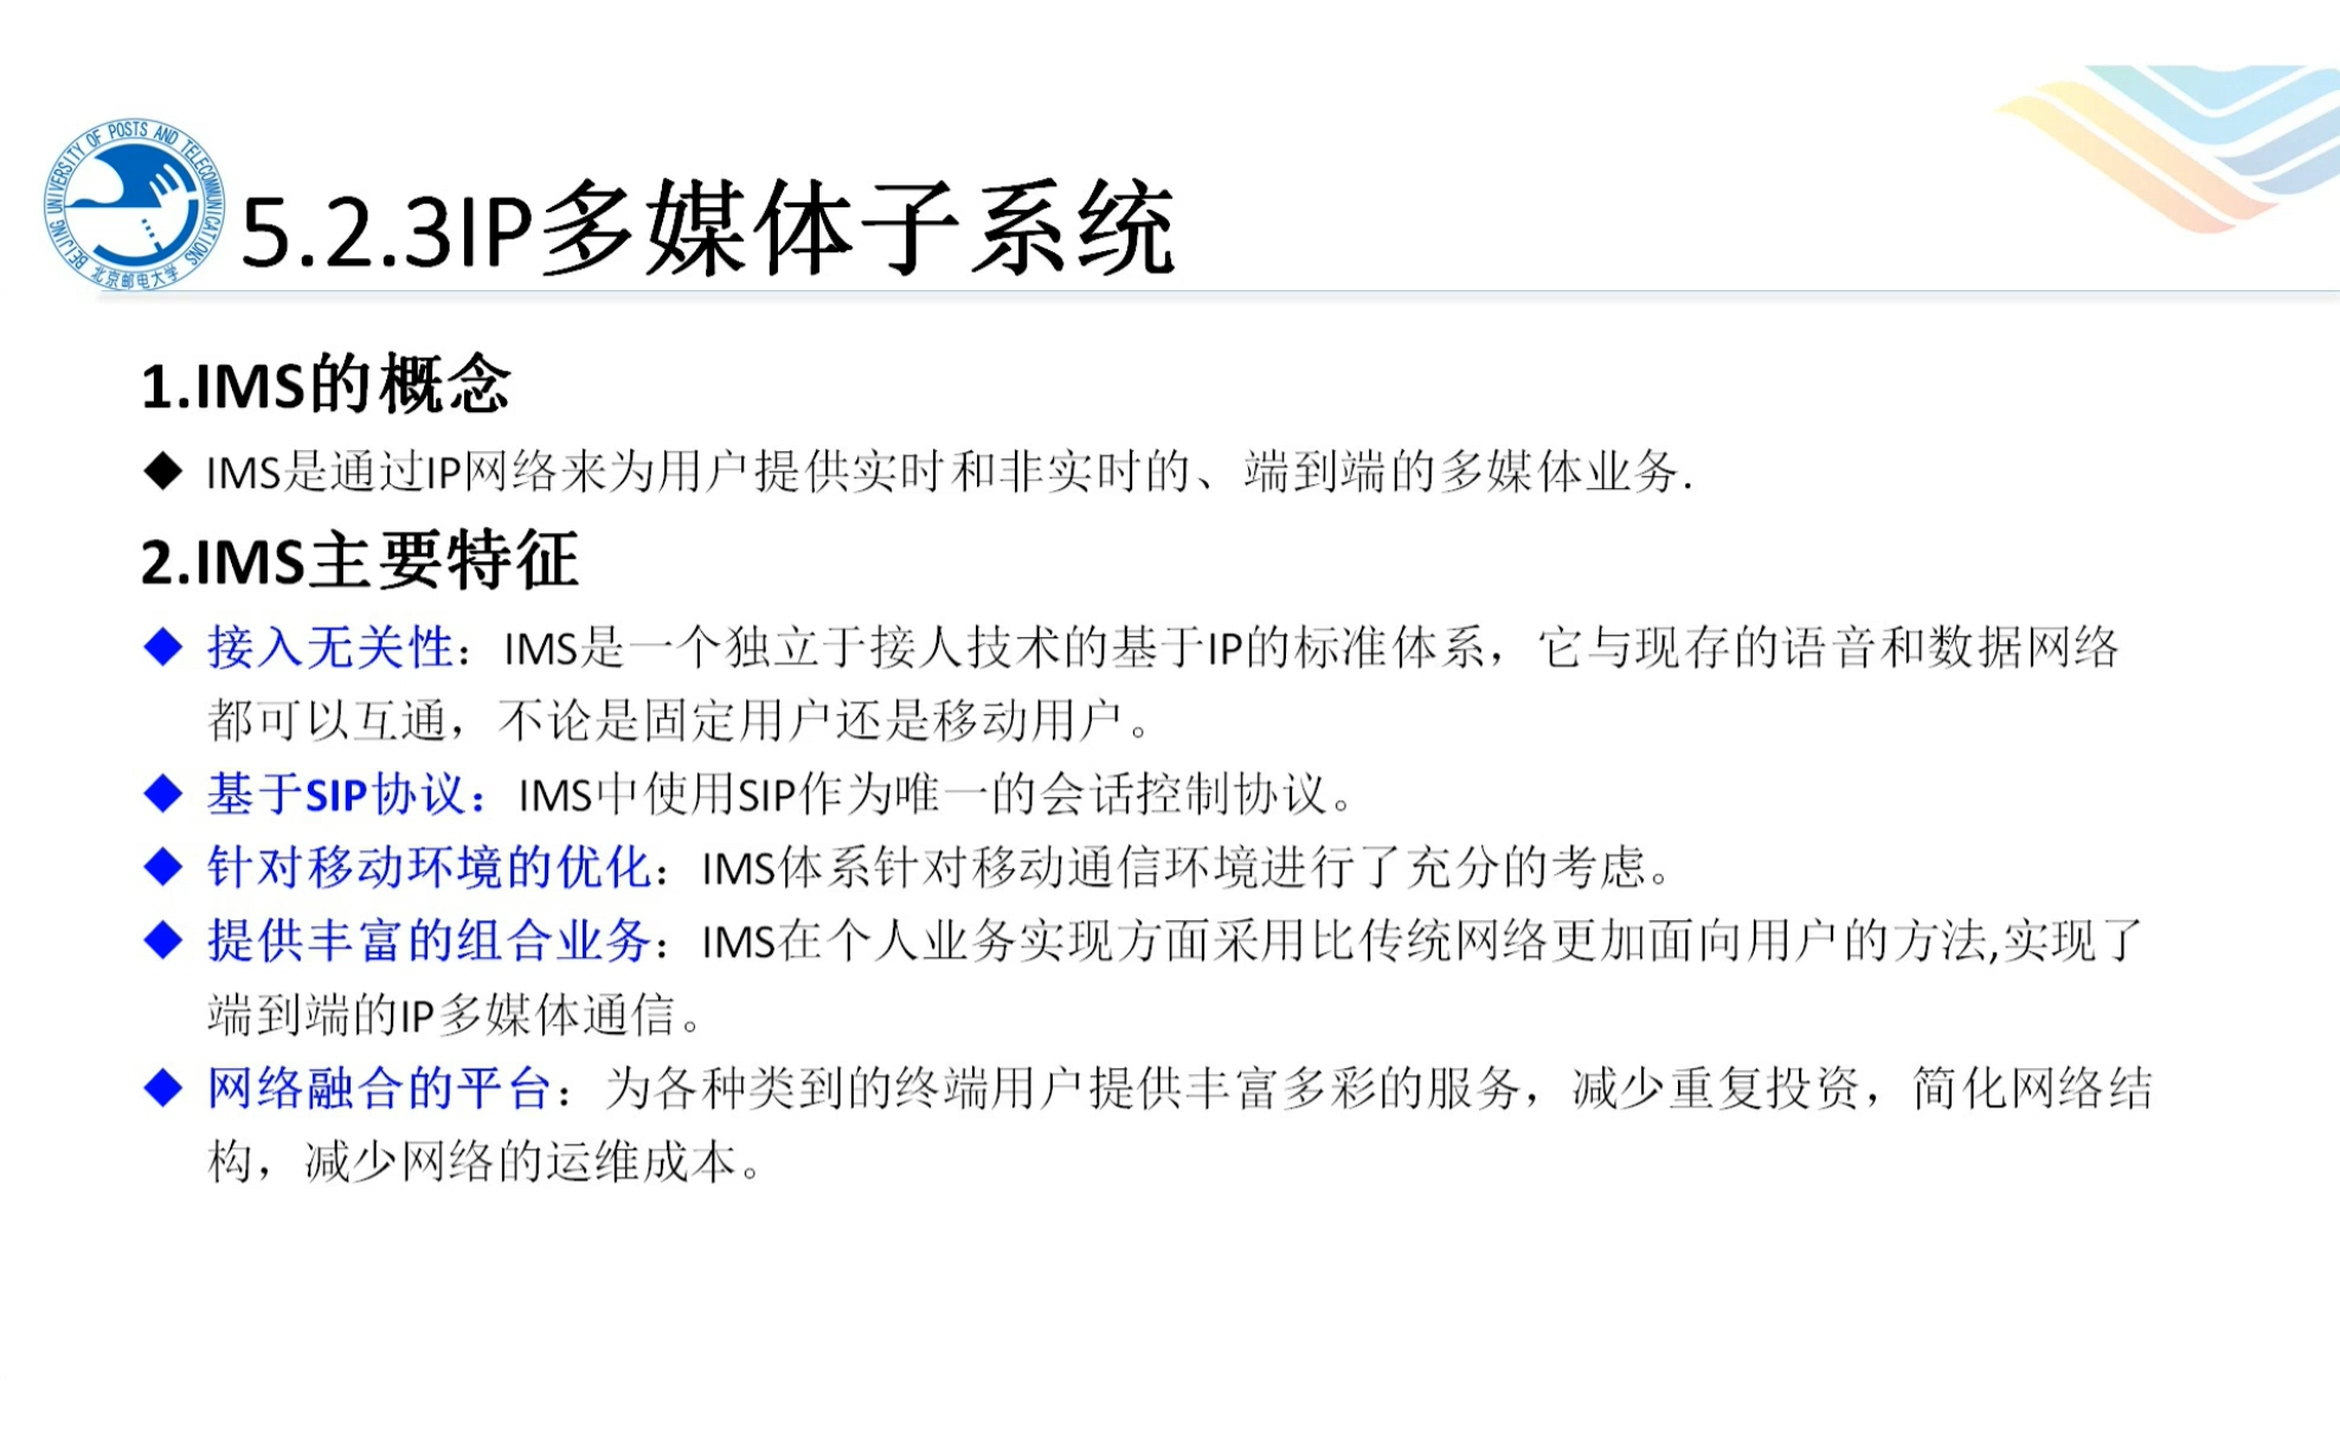 BEIJING UNIVERSITY OF POSTS AND TELECOMMUNICATIONS
北京邮电大学
5.2.3IP多媒体子系统
1.IMS的概念
◆ IMS是通过IP网络来为用户提供实时和非实时的、端到端的多媒体业务.
2.IMS主要特征
◆ 接入无关性：IMS是一个独立于接人技术的基于IP的标准体系，它与现存的语音和数据网络
都可以互通，不论是固定用户还是移动用户。
◆ 基于SIP协议：IMS中使用SIP作为唯一的会话控制协议。
◆ 针对移动环境的优化：IMS体系针对移动通信环境进行了充分的考虑。
◆ 提供丰富的组合业务：IMS在个人业务实现方面采用比传统网络更加面向用户的方法,实现了
端到端的IP多媒体通信。
◆ 网络融合的平台：为各种类到的终端用户提供丰富多彩的服务，减少重复投资，简化网络结
构，减少网络的运维成本。